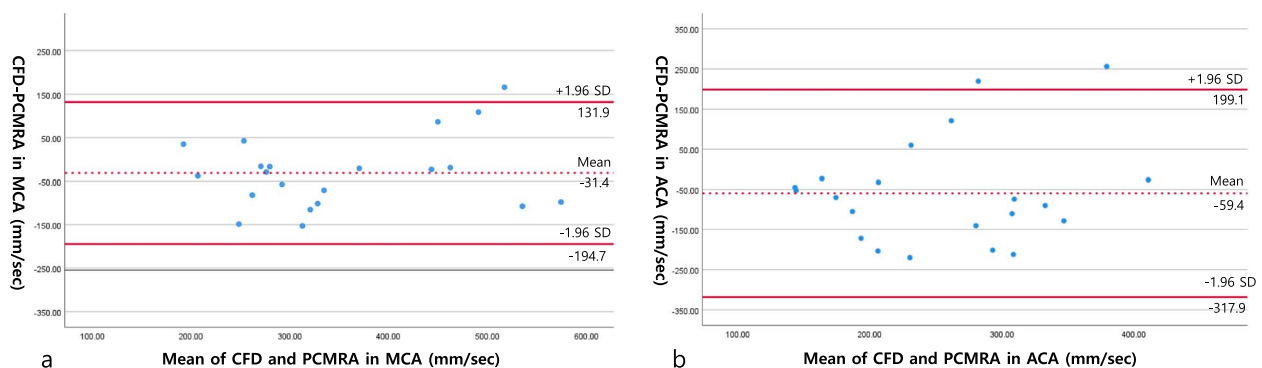 CFD-PCMRA in MCA (mm/sec)
250.00
150.00
50.00
-50.00
-150.00
-250.00
-350.00
+1.96 SD
131.9
Mean
-31.4
-1.96 SD
-194.7
100.00 200.00 300.00 400.00 500.00 600.00
a
Mean of CFD and PCMRA in MCA (mm/sec)
CFD-PCMRA in ACA (mm/sec)
350.00
250.00
150.00
50.00
-50.00
-150.00
-250.00
-350.00
+1.96 SD
199.1
Mean
-59.4
-1.96 SD
-317.9
100.00 200.00 300.00 400.00
b
Mean of CFD and PCMRA in ACA (mm/sec)